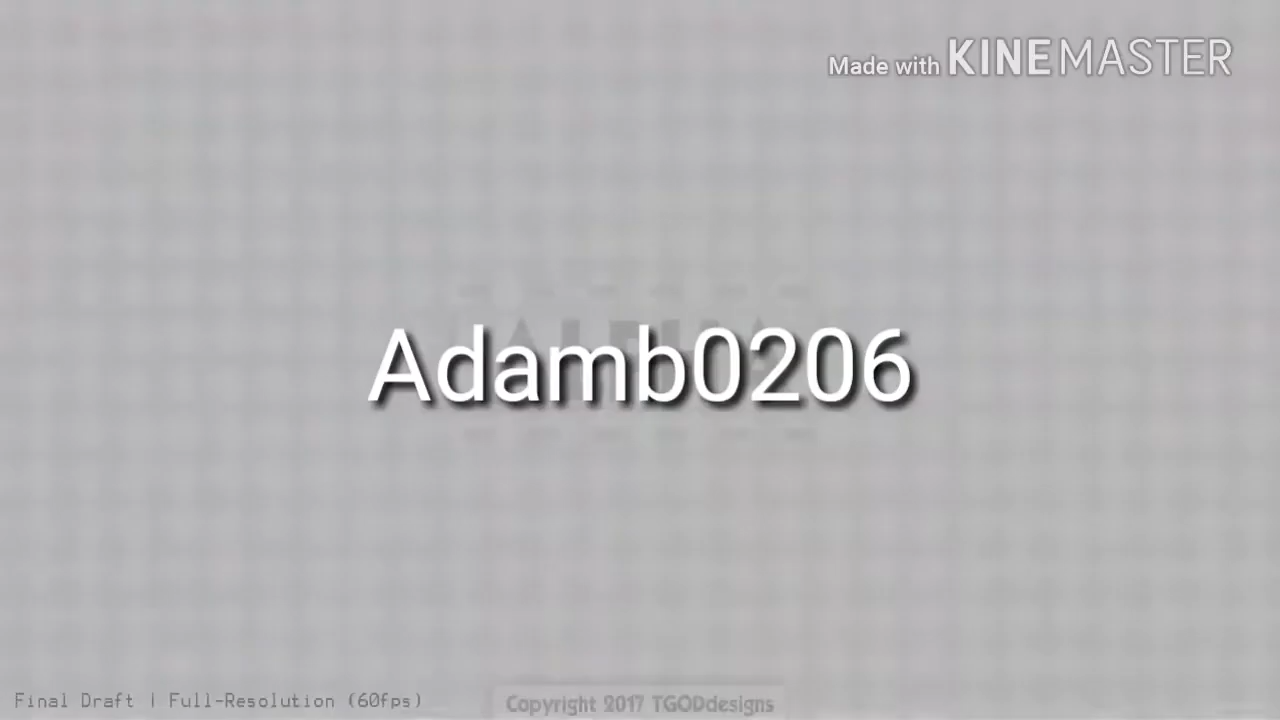 Made with KINEMASTER
Adamb0206
Final Draft | Full-Resolution (60fps)
Copyright 2017 TGODdesigns